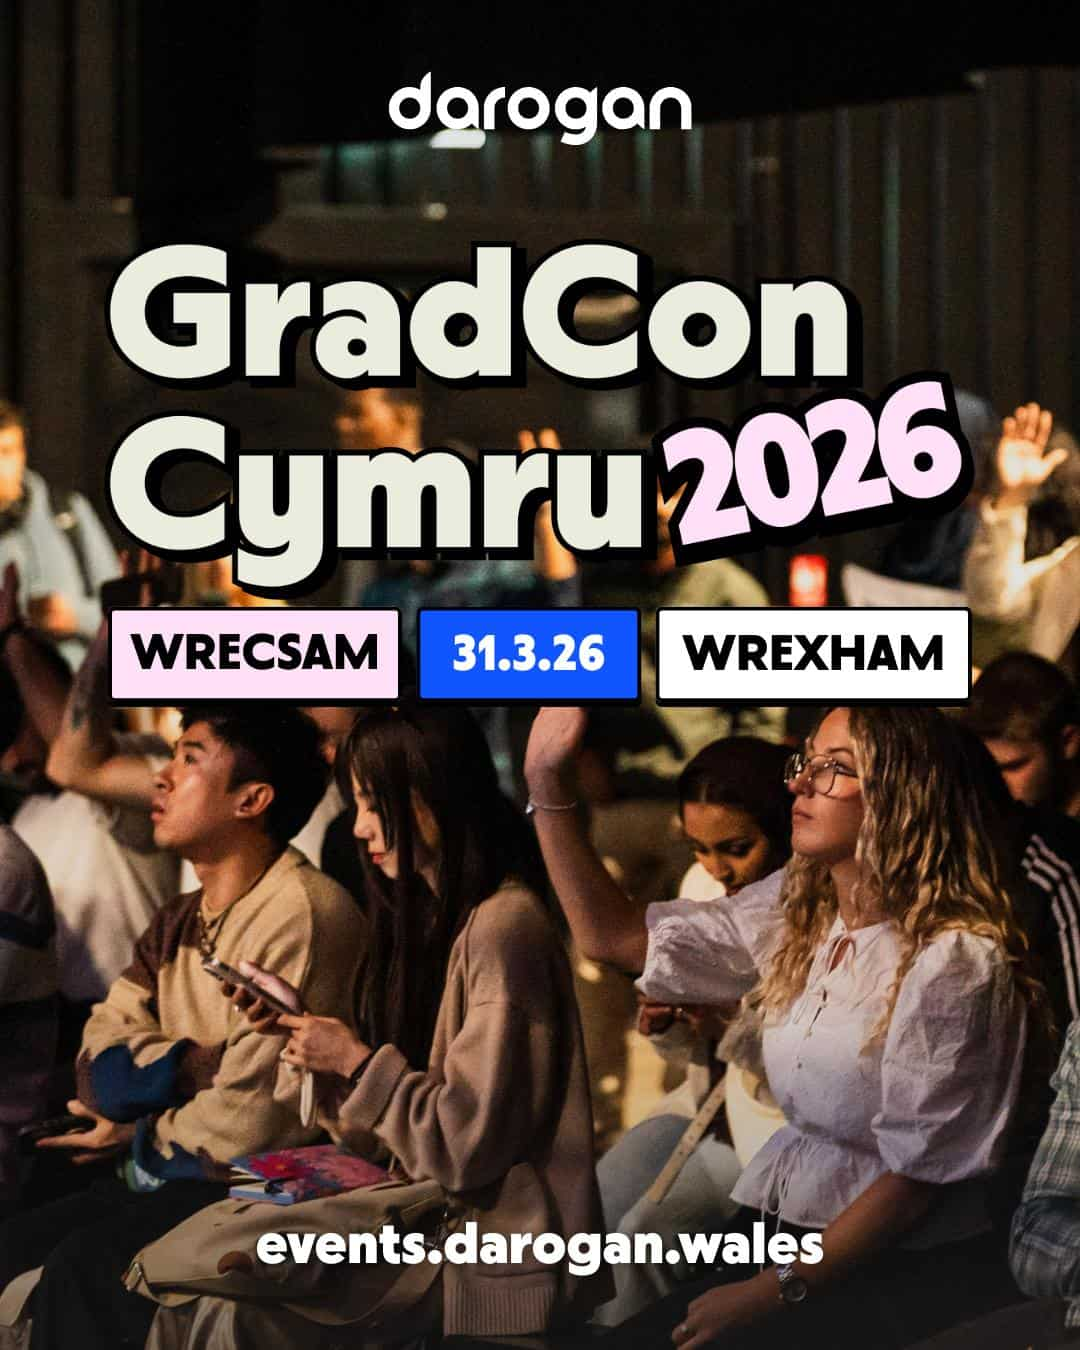 darogan
GradCon
Cymru 2026
WRECSAM
31.3.26
WREXHAM
events.darogan.wales